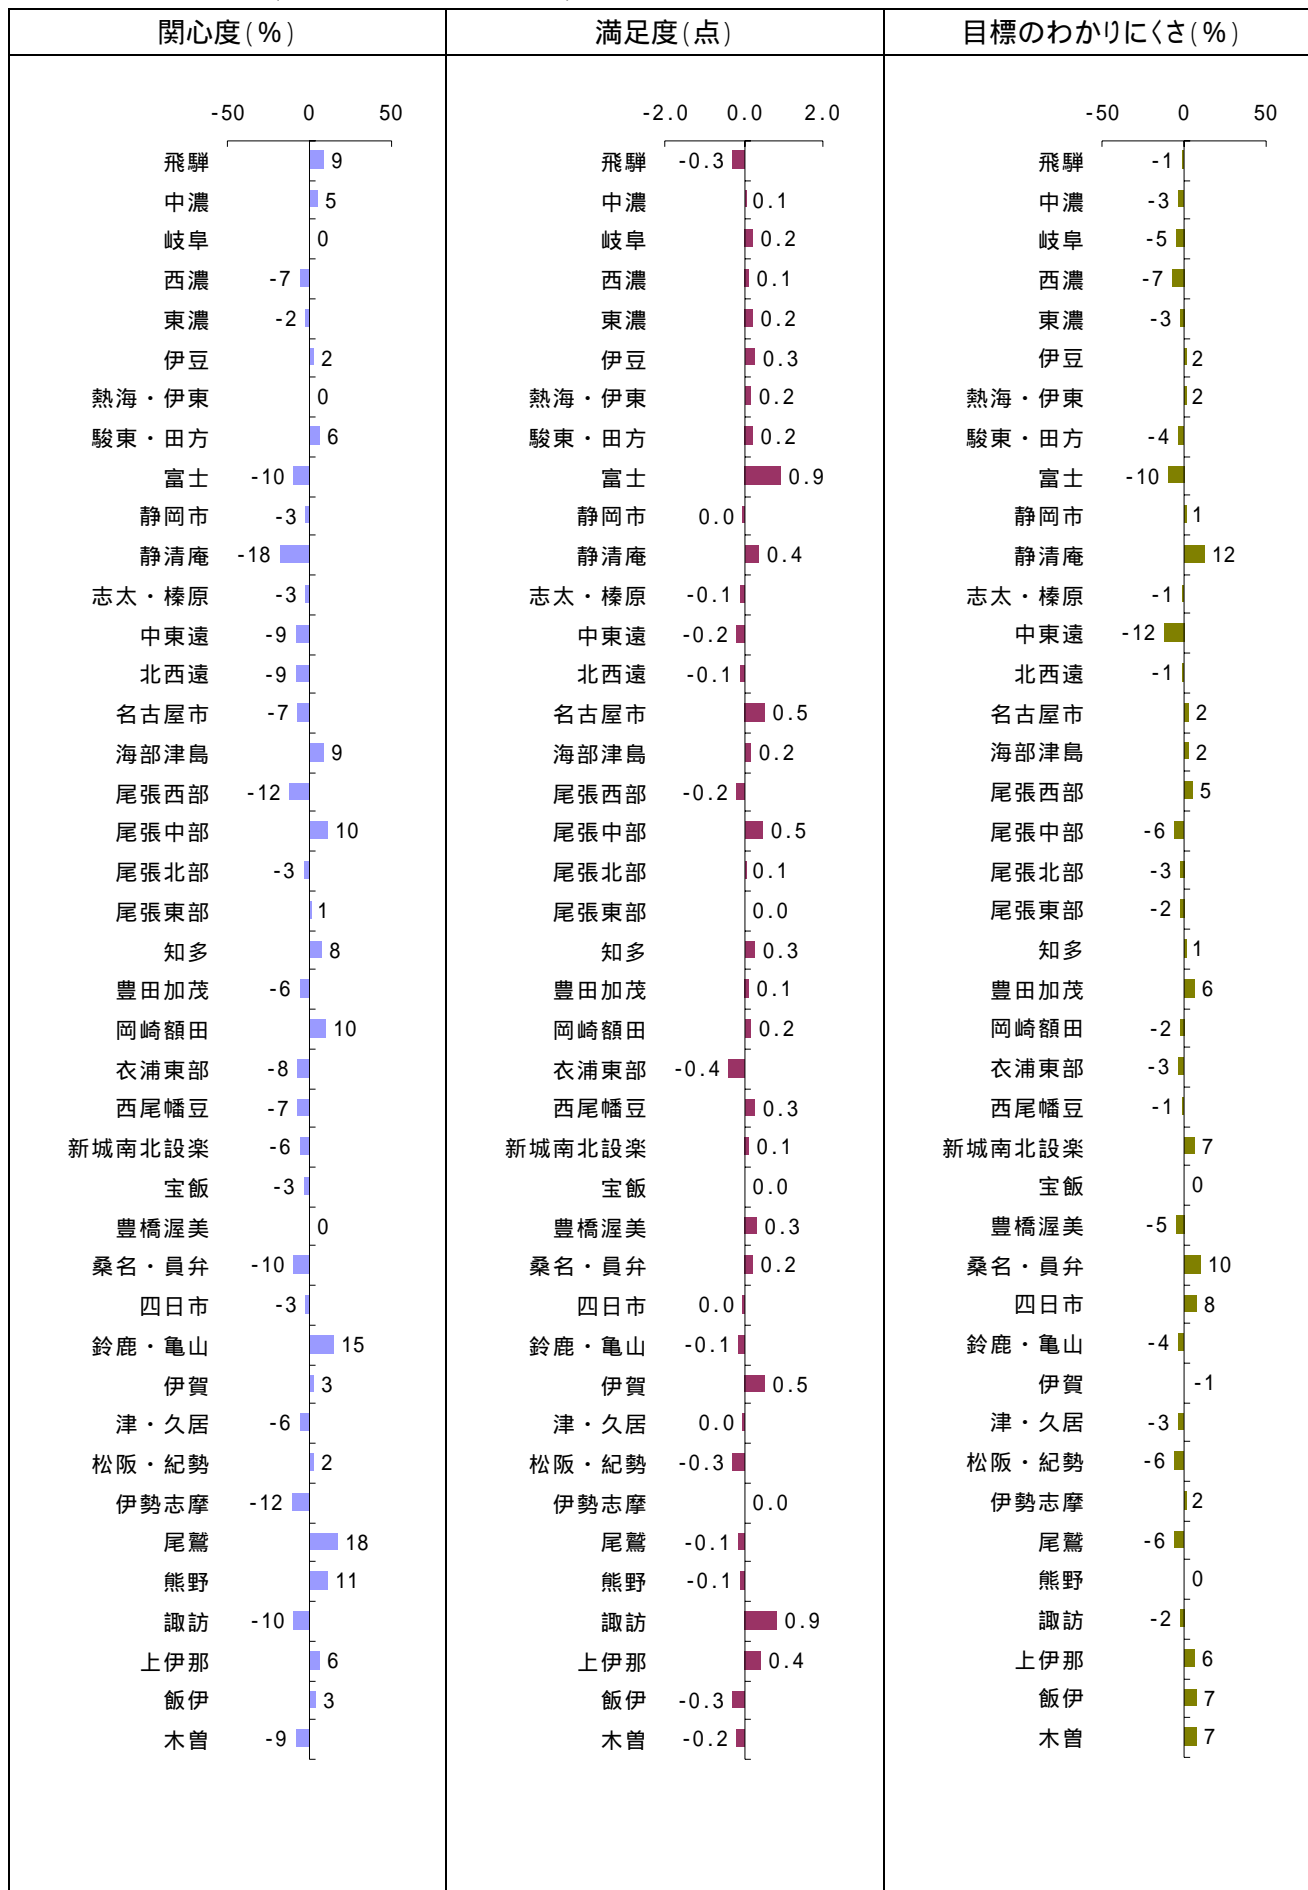 関心度(%) 満足度(点) 目標のわかりにくさ(%)
-50 0 50 -2.0 0.0 2.0 -50 0 50
飛騨 9 飛騨 -0.3 飛騨 -1
中濃 5 中濃 0.1 中濃 -3
岐阜 0 岐阜 0.2 岐阜 -5
西濃 -7 西濃 0.1 西濃 -7
東濃 -2 東濃 0.2 東濃 -3
伊豆 2 伊豆 0.3 伊豆 2
熱海・伊東 0 熱海・伊東 0.2 熱海・伊東 2
駿東・田方 6 駿東・田方 0.2 駿東・田方 -4
富士 -10 富士 0.9 富士 -10
静岡市 -3 静岡市 0.0 静岡市 1
静清庵 -18 静清庵 0.4 静清庵 12
志太・榛原 -3 志太・榛原 -0.1 志太・榛原 -1
中東遠 -9 中東遠 -0.2 中東遠 -12
北西遠 -9 北西遠 -0.1 北西遠 -1
名古屋市 -7 名古屋市 0.5 名古屋市 2
海部津島 9 海部津島 0.2 海部津島 2
尾張西部 -12 尾張西部 -0.2 尾張西部 5
尾張中部 10 尾張中部 0.5 尾張中部 -6
尾張北部 -3 尾張北部 0.1 尾張北部 -3
尾張東部 1 尾張東部 0.0 尾張東部 -2
知多 8 知多 0.3 知多 1
豊田加茂 -6 豊田加茂 0.1 豊田加茂 6
岡崎額田 10 岡崎額田 0.2 岡崎額田 -2
衣浦東部 -8 衣浦東部 -0.4 衣浦東部 -3
西尾幡豆 -7 西尾幡豆 0.3 西尾幡豆 -1
新城南北設楽 -6 新城南北設楽 0.1 新城南北設楽 7
宝飯 -3 宝飯 0.0 宝飯 0
豊橋渥美 0 豊橋渥美 0.3 豊橋渥美 -5
桑名・員弁 -10 桑名・員弁 0.2 桑名・員弁 10
四日市 -3 四日市 0.0 四日市 8
鈴鹿・亀山 15 鈴鹿・亀山 -0.1 鈴鹿・亀山 -4
伊賀 3 伊賀 0.5 伊賀 -1
津・久居 -6 津・久居 0.0 津・久居 -3
松阪・紀勢 2 松阪・紀勢 -0.3 松阪・紀勢 -6
伊勢志摩 -12 伊勢志摩 0.0 伊勢志摩 2
尾鷲 18 尾鷲 -0.1 尾鷲 -6
熊野 11 熊野 -0.1 熊野 0
諏訪 -10 諏訪 0.9 諏訪 -2
上伊那 6 上伊那 0.4 上伊那 6
飯伊 3 飯伊 -0.3 飯伊 7
木曽 -9 木曽 -0.2 木曽 7